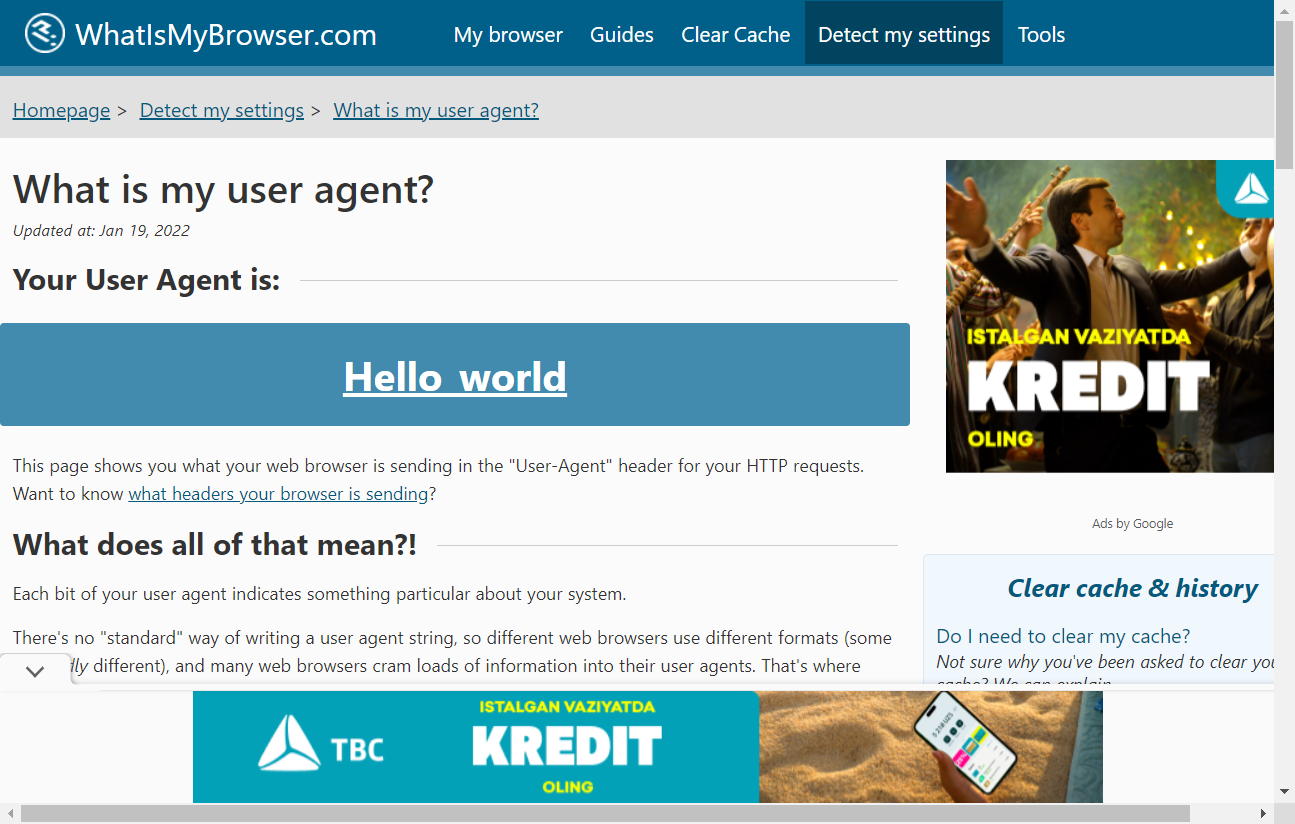 WhatIsMyBrowser.com
My browser Guides Clear Cache Detect my settings Tools
Homepage > Detect my settings > What is my user agent?
What is my user agent?
Updated at: Jan 19, 2022
Your User Agent is:
Hello world
This page shows you what your web browser is sending in the "User-Agent" header for your HTTP requests.
Want to know what headers your browser is sending?
What does all of that mean?!
Each bit of your user agent indicates something particular about your system.
There's no "standard" way of writing a user agent string, so different web browsers use different formats (some
different), and many web browsers cram loads of information into their user agents. That's where
ISTALGAN VAZIYATDA
KREDIT
OLING
Ads by Google
Clear cache & history
Do I need to clear my cache?
Not sure why you've been asked to clear
cache? We can explain
TBC
ISTALGAN VAZIYATDA
KREDIT
OLING